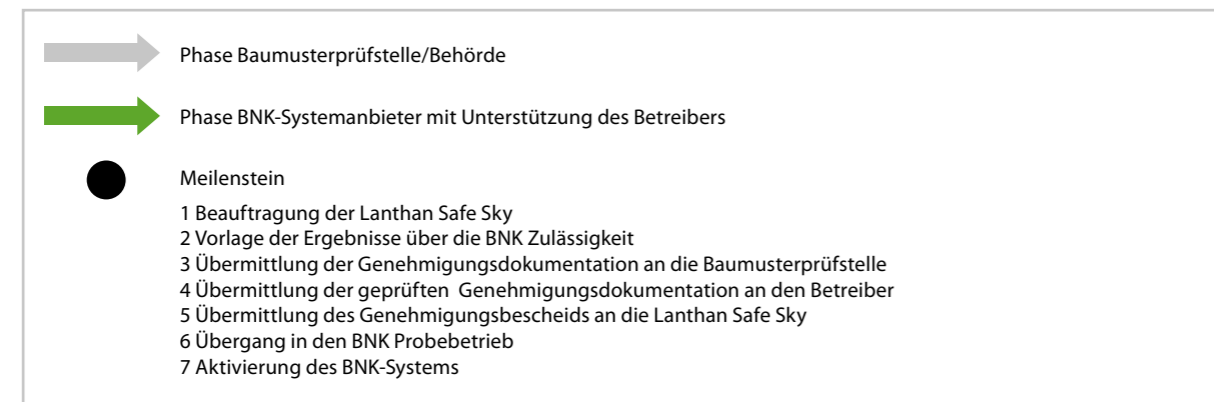 Phase Baumusterprüfstelle/Behörde
Phase BNK-Systemanbieter mit Unterstützung des Betreibers
Meilenstein
1 Beauftragung der Lanthan Safe Sky
2 Vorlage der Ergebnisse über die BNK Zulässigkeit
3 Übermittlung der Genehmigungsdokumentation an die Baumusterprüfstelle
4 Übermittlung der geprüften Genehmigungsdokumentation an den Betreiber
5 Übermittlung des Genehmigungsbescheids an die Lanthan Safe Sky
6 Übergang in den BNK Probebetrieb
7 Aktivierung des BNK-Systems